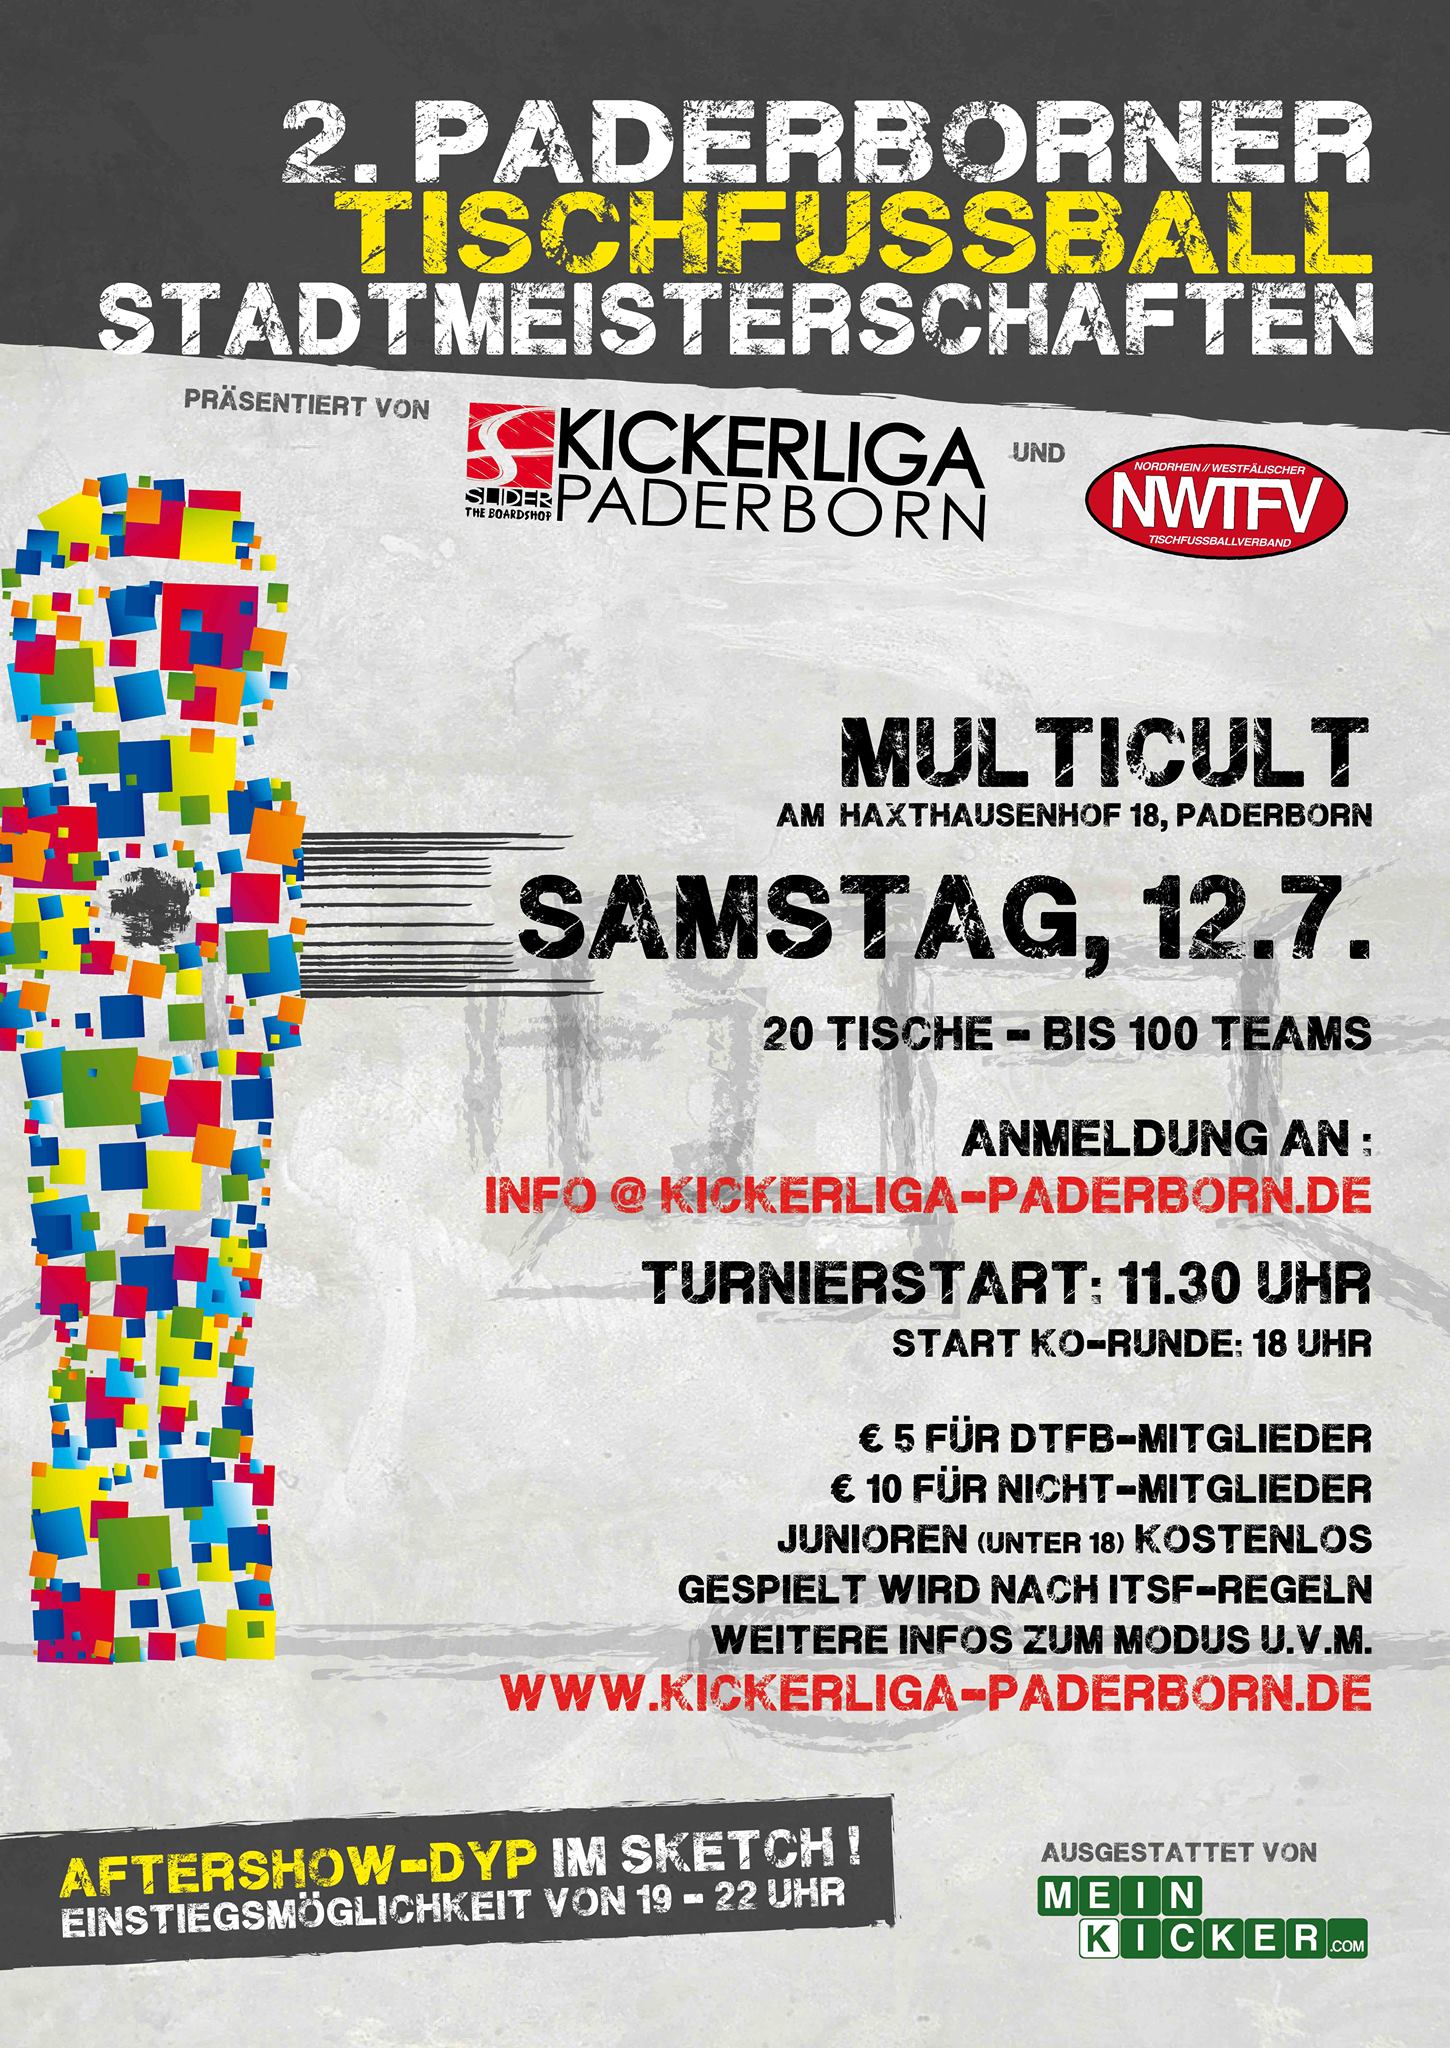 2. PADERBORNER
TISCHFUSSBALL
STADTMEISTERSCHAFTEN
PRÄSENTIERT VON
SLIDER
THE BOARDSHOP
KICKERLIGA
PADERBORN
UND
NORDRHEIN // WESTFÄLISCHER
NWTFV
TISCHFUSSBALLVERBAND
MULTICULT
AM HAXTHAUSENHOF 18, PADERBORN
SAMSTAG, 12.7.
20 TISCHE - BIS 100 TEAMS
ANMELDUNG AN :
INFO @ KICKERLIGA-PADERBORN.DE
TURNIERSTART: 11.30 UHR
START KO-RUNDE: 18 UHR
€ 5 FÜR DTFB-MITGLIEDER
€ 10 FÜR NICHT-MITGLIEDER
JUNIOREN (UNTER 18) KOSTENLOS
GESPIELT WIRD NACH ITSF-REGELN
WEITERE INFOS ZUM MODUS U.V.M.
WWW.KICKERLIGA-PADERBORN.DE
AFTERSHOW-DYP IM SKETCH !
EINSTIEGSMÖGLICHKEIT VON 19 - 22 UHR
AUSGESTATTET VON
MEIN
KICKER.COM